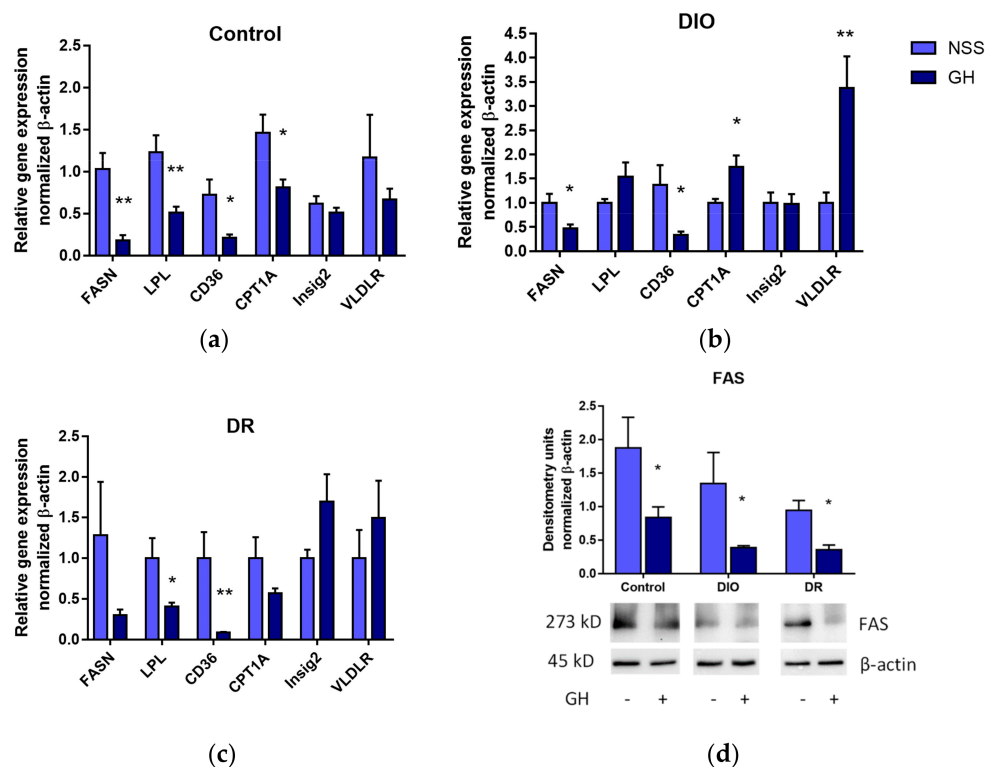 Control
Relative gene expression
normalized β-actin
2.5
2.0
1.5
1.0
0.5
0.0
** ** * *
FASN LPL CD36 CPT1A Insig2 VLDLR
(a)
DIO
Relative gene expression
normalized β-actin
4.5
4.0
3.5
3.0
2.5
2.0
1.5
1.0
0.5
0.0
* * * **
FASN LPL CD36 CPT1A Insig2 VLDLR
(b)
NSS
GH
DR
Relative gene expression
normalized β-actin
2.5
2.0
1.5
1.0
0.5
0.0
* **
FASN LPL CD36 CPT1A Insig2 VLDLR
(c)
FAS
Densitometry units
normalized β-actin
2.5
2.0
1.5
1.0
0.5
0.0
* * *
Control DIO DR
273 kD FAS
45 kD β-actin
GH - + - + - +
(d)